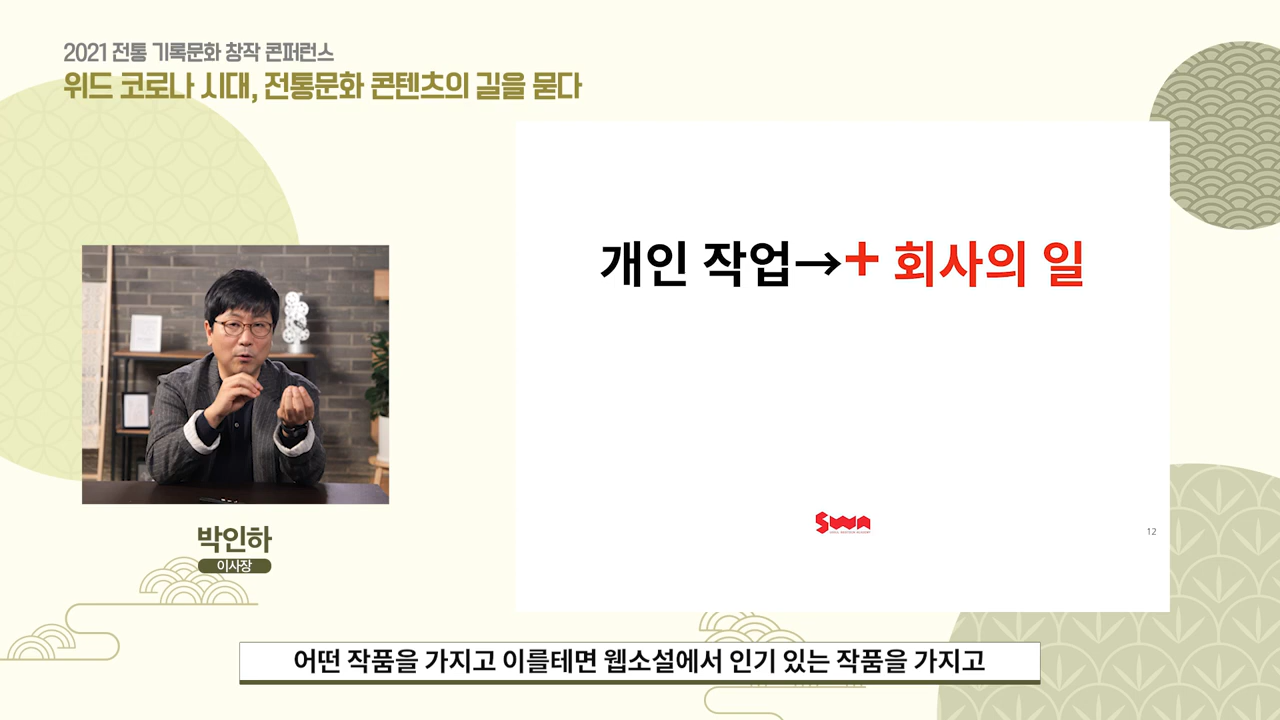 2021 전통 기록문화 창작 콘퍼런스
위드 코로나 시대, 전통문화 콘텐츠의 길을 묻다
개인 작업→+ 회사의 일
SWA
12
박인하
이사장
어떤 작품을 가지고 이를테면 웹소설에서 인기 있는 작품을 가지고